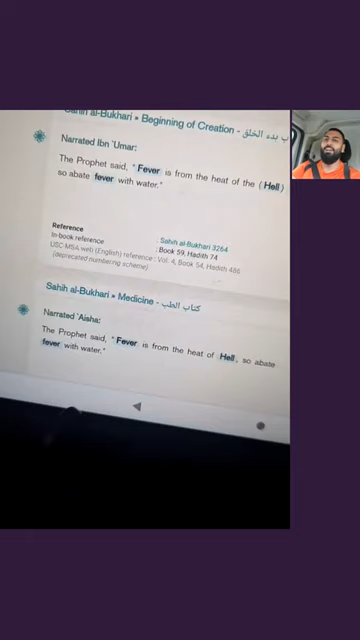 Sahih al-Bukhari » Beginning of Creation - ب بدء الخلق
Narrated Ibn `Umar:
The Prophet said, " Fever is from the heat of the ( Hell )
so abate fever with water."
Reference : Sahih al-Bukhari 3264
In-book reference : Book 59, Hadith 74
USC-MSA web (English) reference : Vol. 4, Book 54, Hadith 486
(deprecated numbering scheme)
Sahih al-Bukhari » Medicine - كتاب الطب
Narrated `Aisha:
The Prophet said, " Fever is from the heat of Hell , so abate
fever with water."